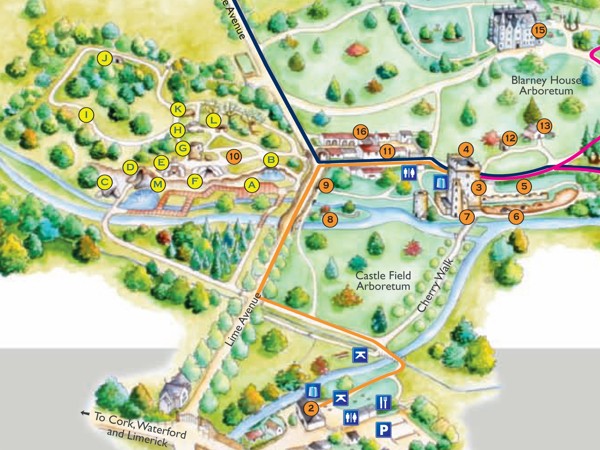 e Avenue
15
J
Blarney House
Arboretum
K
I
L
H
16
12
13
G
11
4
E
10
B
D
C
M
F
A
9
3
5
8
7
6
Castle Field
Arboretum
Cherry Walk
Lime Avenue
2
P
To Cork, Waterford
and Limerick